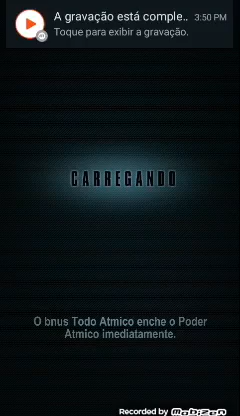 A gravação está comple..  3:50 PM
Toque para exibir a gravação.
CARREGANDO
O bnus Todo Atmico enche o Poder
Atmico imediatamente.
Recorded by Mobizen